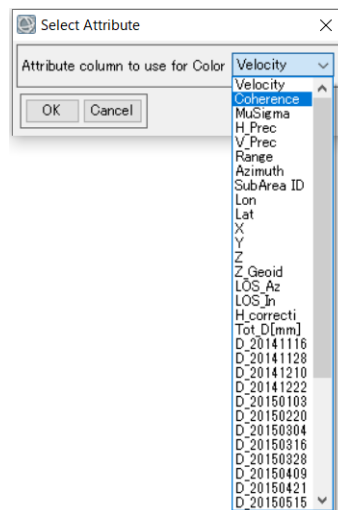 Select Attribute
Attribute column to use for Color Velocity
OK Cancel
Velocity
Coherence
MuSigma
H_Prec
V_Prec
Range
Azimuth
SubArea ID
Lon
Lat
X
Y
Z
Z_Geoid
LOS_Az
LOS_In
H_correcti
Tot_D[mm]
D_20141116
D_20141128
D_20141210
D_20141222
D_20150103
D_20150220
D_20150304
D_20150316
D_20150328
D_20150409
D_20150421
D_20150515